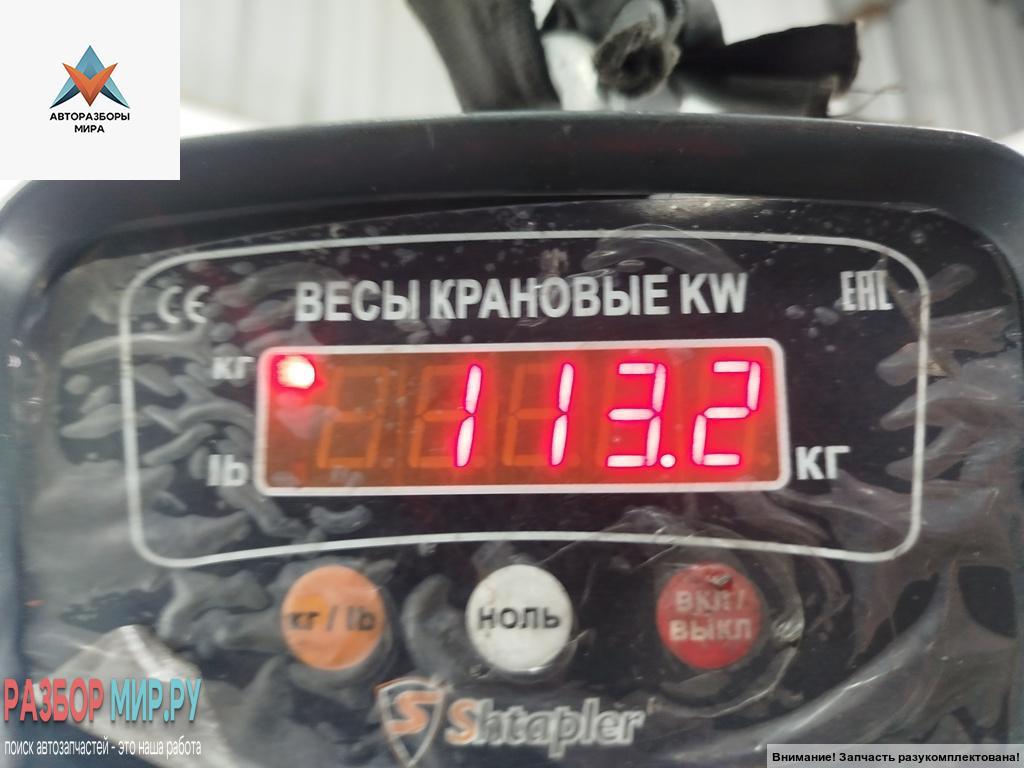 АВТОРАЗБОРЫ
МИРА
CE
ВЕСЫ КРАНОВЫЕ KW
EAC
кг
113.2
lb
КГ
кг / lb
НОЛЬ
ВКЛ /
ВЫКЛ
S Shtapler
РАЗБОР МИР.РУ
поиск автозапчастей - это наша работа
Внимание! Запчасть разукомплектована!